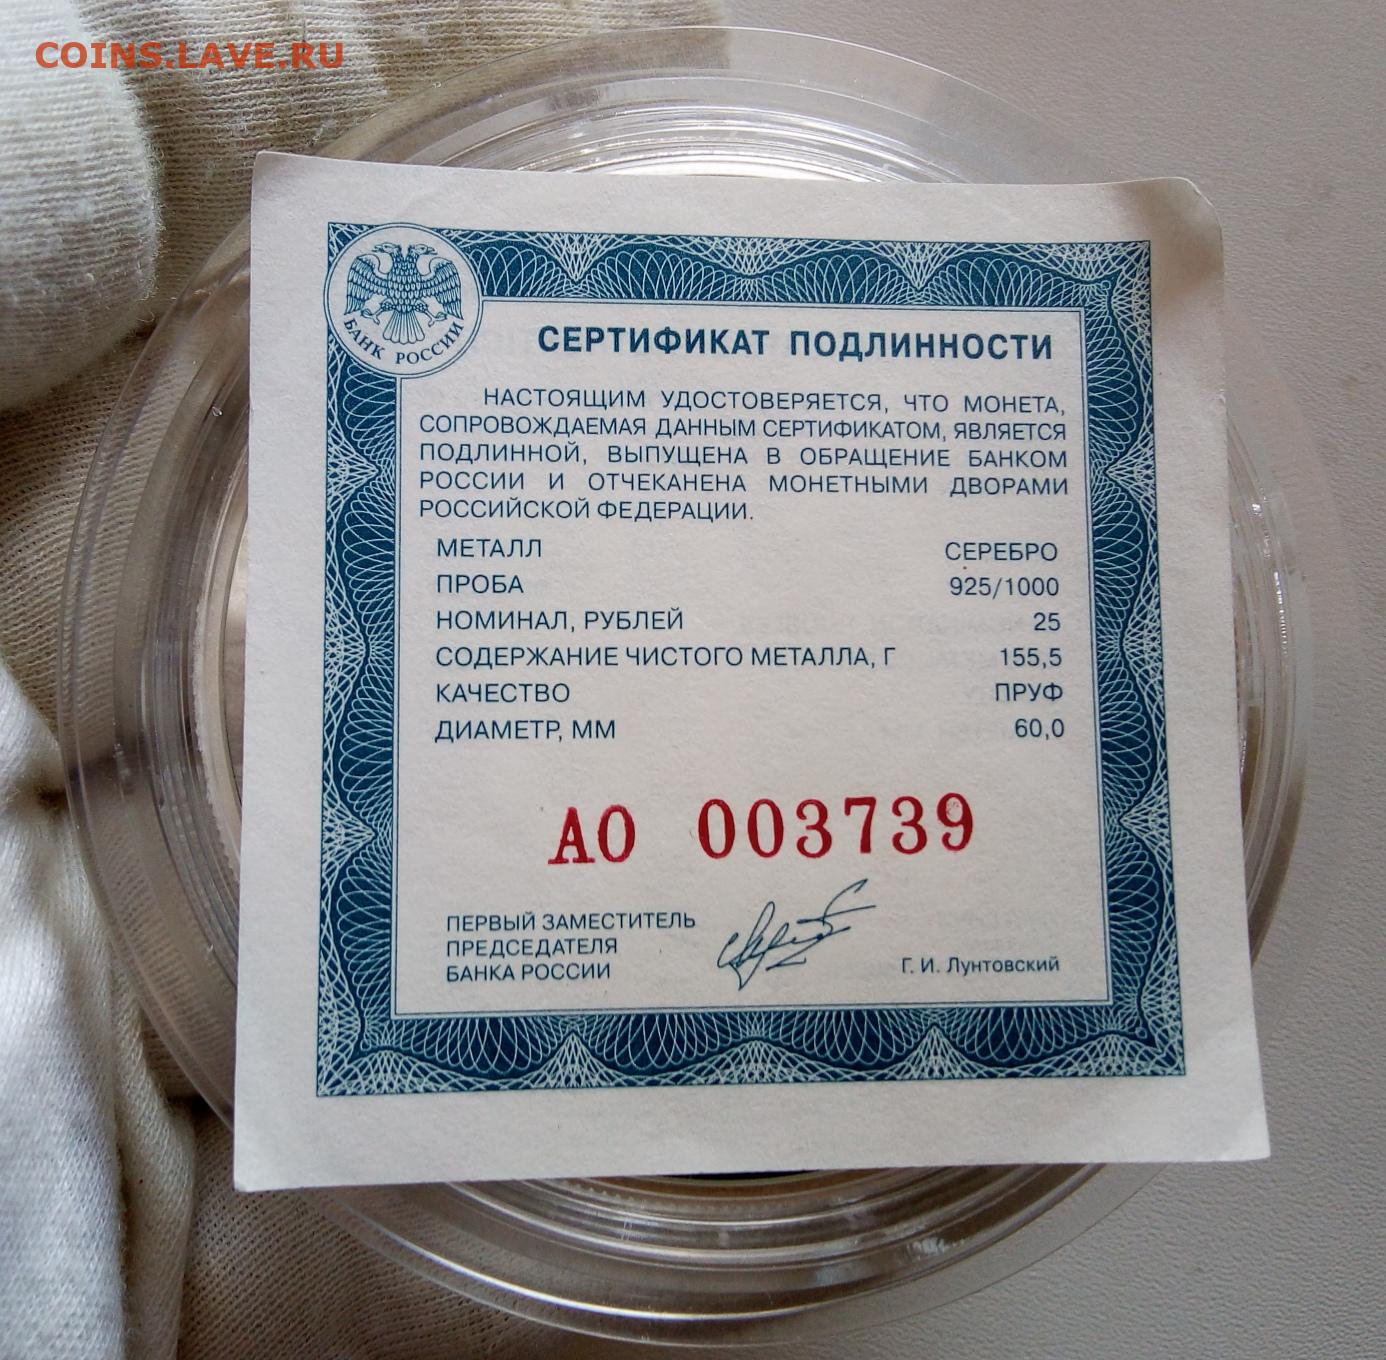 COINS.LAVE.RU
БАНК РОССИИ
СЕРТИФИКАТ ПОДЛИННОСТИ
НАСТОЯЩИМ УДОСТОВЕРЯЕТСЯ, ЧТО МОНЕТА,
СОПРОВОЖДАЕМАЯ ДАННЫМ СЕРТИФИКАТОМ, ЯВЛЯЕТСЯ
ПОДЛИННОЙ, ВЫПУЩЕНА В ОБРАЩЕНИЕ БАНКОМ
РОССИИ И ОТЧЕКАНЕНА МОНЕТНЫМИ ДВОРАМИ
РОССИЙСКОЙ ФЕДЕРАЦИИ.
МЕТАЛЛ СЕРЕБРО
ПРОБА 925/1000
НОМИНАЛ, РУБЛЕЙ 25
СОДЕРЖАНИЕ ЧИСТОГО МЕТАЛЛА, Г 155,5
КАЧЕСТВО ПРУФ
ДИАМЕТР, ММ 60,0
АО 003739
ПЕРВЫЙ ЗАМЕСТИТЕЛЬ
ПРЕДСЕДАТЕЛЯ
БАНКА РОССИИ Г. И. Лунтовский